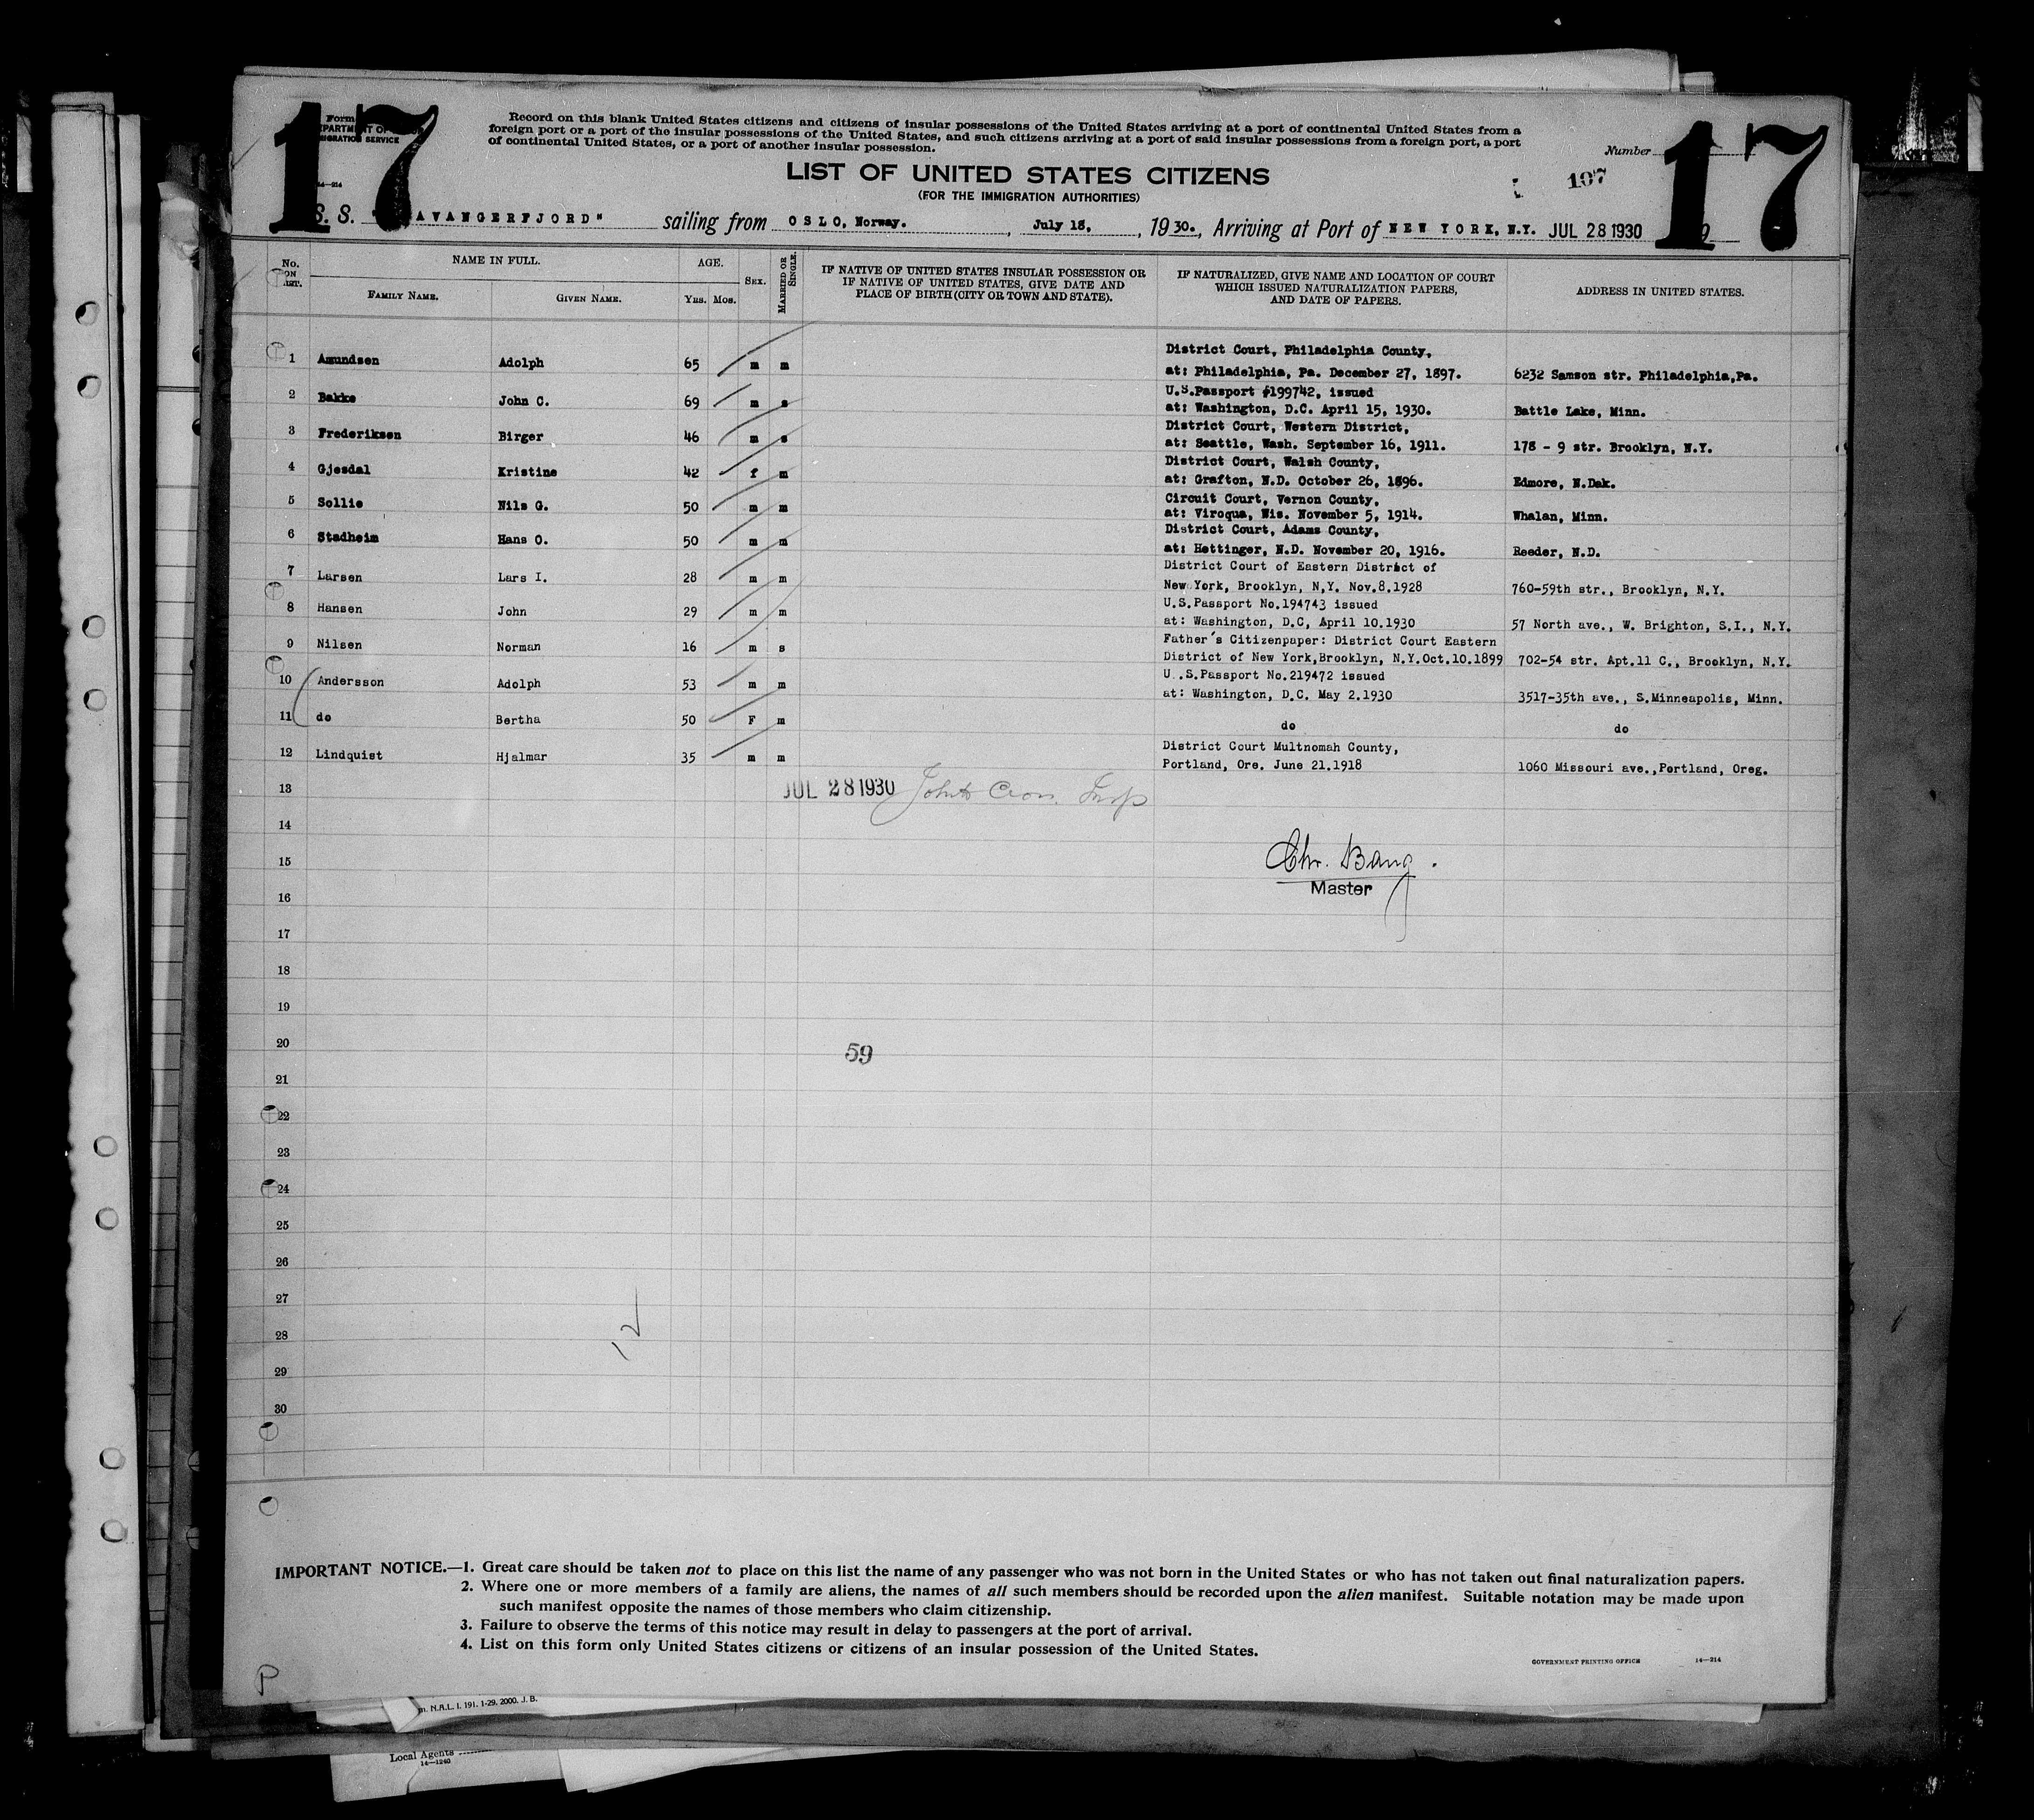 17 17
Form
IMMIGRATION SERVICE
Record on this blank United States citizens and citizens of insular possessions of the United States arriving at a port of continental United States from a
foreign port or a port of the insular possessions of the United States, and such citizens arriving at a port of said insular possessions from a foreign port, a port
of continental United States, or a port of another insular possession.
Number
LIST OF UNITED STATES CITIZENS
(FOR THE IMMIGRATION AUTHORITIES)
107
S. S. AVANGERFJORD" sailing from OSLO, Norway. , July 18, , 1930., Arriving at Port of NEW YORK, N.Y. JUL 28 1930
No. NAME IN FULL. AGE. SEX. MARRIED OR SINGLE. IF NATIVE OF UNITED STATES INSULAR POSSESSION OR IF NATURALIZED, GIVE NAME AND LOCATION OF COURT ADDRESS IN UNITED STATES.
ON IF NATIVE OF UNITED STATES, GIVE DATE AND WHICH ISSUED NATURALIZATION PAPERS,
FAMILY NAME. GIVEN NAME. YRS. MOS. PLACE OF BIRTH (CITY OR TOWN AND STATE). AND DATE OF PAPERS.
District Court, Philadelphia County,
1 Amundsen Adolph 65 m m at: Philadelphia, Pa. December 27, 1897. 6232 Samson str. Philadelphia,Pa.
U.S.Passport #199742, issued
2 Bakke John C. 69 m s at: Washington, D.C. April 15, 1930. Battle Lake, Minn.
District Court, Western District,
3 Frederiksen Birger 46 m s at: Seattle, Wash. September 16, 1911. 178 - 9 str. Brooklyn, N.Y.
District Court, Walsh County,
4 Gjesdal Kristine 42 f m at: Grafton, N.D. October 26, 1896. Edmore, N.Dak.
Circuit Court, Vernon County,
5 Sollie Nils G. 50 m m at: Viroqua, Wis. November 5, 1914. Whalan, Minn.
District Court, Adams County,
6 Stadheim Hans O. 50 m m at: Hettinger, N.D. November 20, 1916. Reeder, N.D.
District Court of Eastern District of
7 Larsen Lars I. 28 m m New York, Brooklyn, N,Y. Nov.8.1928 760-59th str., Brooklyn, N.Y.
U.S.Passport No.194743 issued
8 Hansen John 29 m m at: Washington, D.C, April 10.1930 57 North ave., W. Brighton, S.I., N.Y.
Father's Citizenpaper: District Court Eastern
9 Nilsen Norman 16 m s District of New York,Brooklyn, N.Y.Oct.10.1899 702-54 str. Apt.11 C., Brooklyn, N.Y.
U..S.Passport No.219472 issued
10 Andersson Adolph 53 m m at: Washington, D.C. May 2.1930 3517-35th ave., S.Minneapolis, Minn.
11 do Bertha 50 F m do do
District Court Multnomah County,
12 Lindquist Hjalmar 35 m m Portland, Ore. June 21.1918 1060 Missouri ave.,Portland, Oreg.
13 JUL 28 1930 Insp
14
15 Chr. Bang.
Master
16
17
18
19
20 59
21
22
23
24
25
26
27
28 12
29
30
IMPORTANT NOTICE.—1. Great care should be taken not to place on this list the name of any passenger who was not born in the United States or who has not taken out final naturalization papers.
2. Where one or more members of a family are aliens, the names of all such members should be recorded upon the alien manifest. Suitable notation may be made upon
such manifest opposite the names of those members who claim citizenship.
3. Failure to observe the terms of this notice may result in delay to passengers at the port of arrival.
4. List on this form only United States citizens or citizens of an insular possession of the United States.
GOVERNMENT PRINTING OFFICE 14—214
P
N.A.L. I. 191. 1-29. 2000. J. B.
Local Agents
14—1240